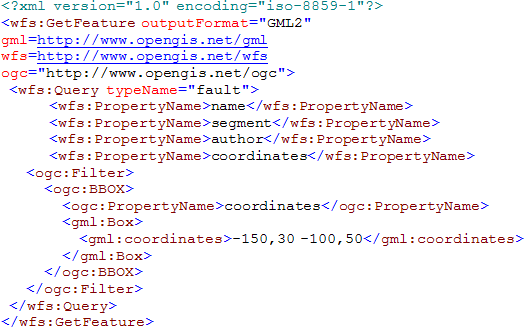 <?xml version="1.0" encoding="iso-8859-1"?>
<wfs:GetFeature outputFormat="GML2"
gml=http://www.opengis.net/gml
wfs=http://www.opengis.net/wfs
ogc="http://www.opengis.net/ogc">
<wfs:Query typeName="fault">
<wfs:PropertyName>name</wfs:PropertyName>
<wfs:PropertyName>segment</wfs:PropertyName>
<wfs:PropertyName>author</wfs:PropertyName>
<wfs:PropertyName>coordinates</wfs:PropertyName>
<ogc:Filter>
<ogc:BBOX>
<ogc:PropertyName>coordinates</ogc:PropertyName>
<gml:Box>
<gml:coordinates>-150,30 -100,50</gml:coordinates>
</gml:Box>
</ogc:BBOX>
</ogc:Filter>
</wfs:Query>
</wfs:GetFeature>